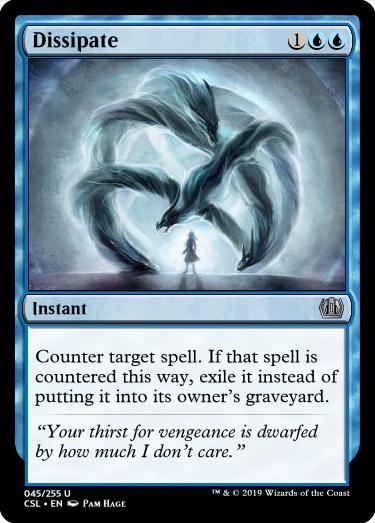 Dissipate 1
Instant
Counter target spell. If that spell is
countered this way, exile it instead of
putting it into its owner's graveyard.
“Your thirst for vengeance is dwarfed
by how much I don't care.”
045/255 U
CSL • EN Pam Hage
™ & © 2019 Wizards of the Coast